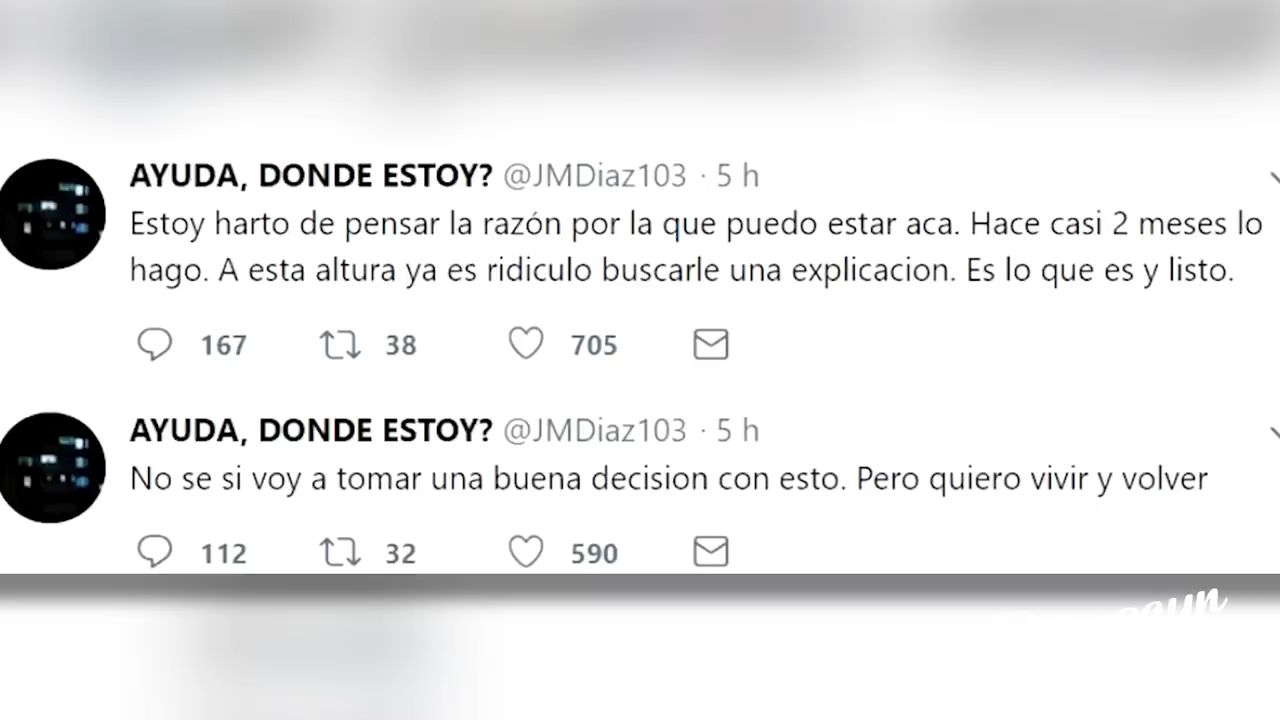 AYUDA, DONDE ESTOY? @JMDiaz103 · 5 h
Estoy harto de pensar la razón por la que puedo estar aca. Hace casi 2 meses lo
hago. A esta altura ya es ridiculo buscarle una explicacion. Es lo que es y listo.
167 38 705
AYUDA, DONDE ESTOY? @JMDiaz103 · 5 h
No se si voy a tomar una buena decision con esto. Pero quiero vivir y volver
112 32 590